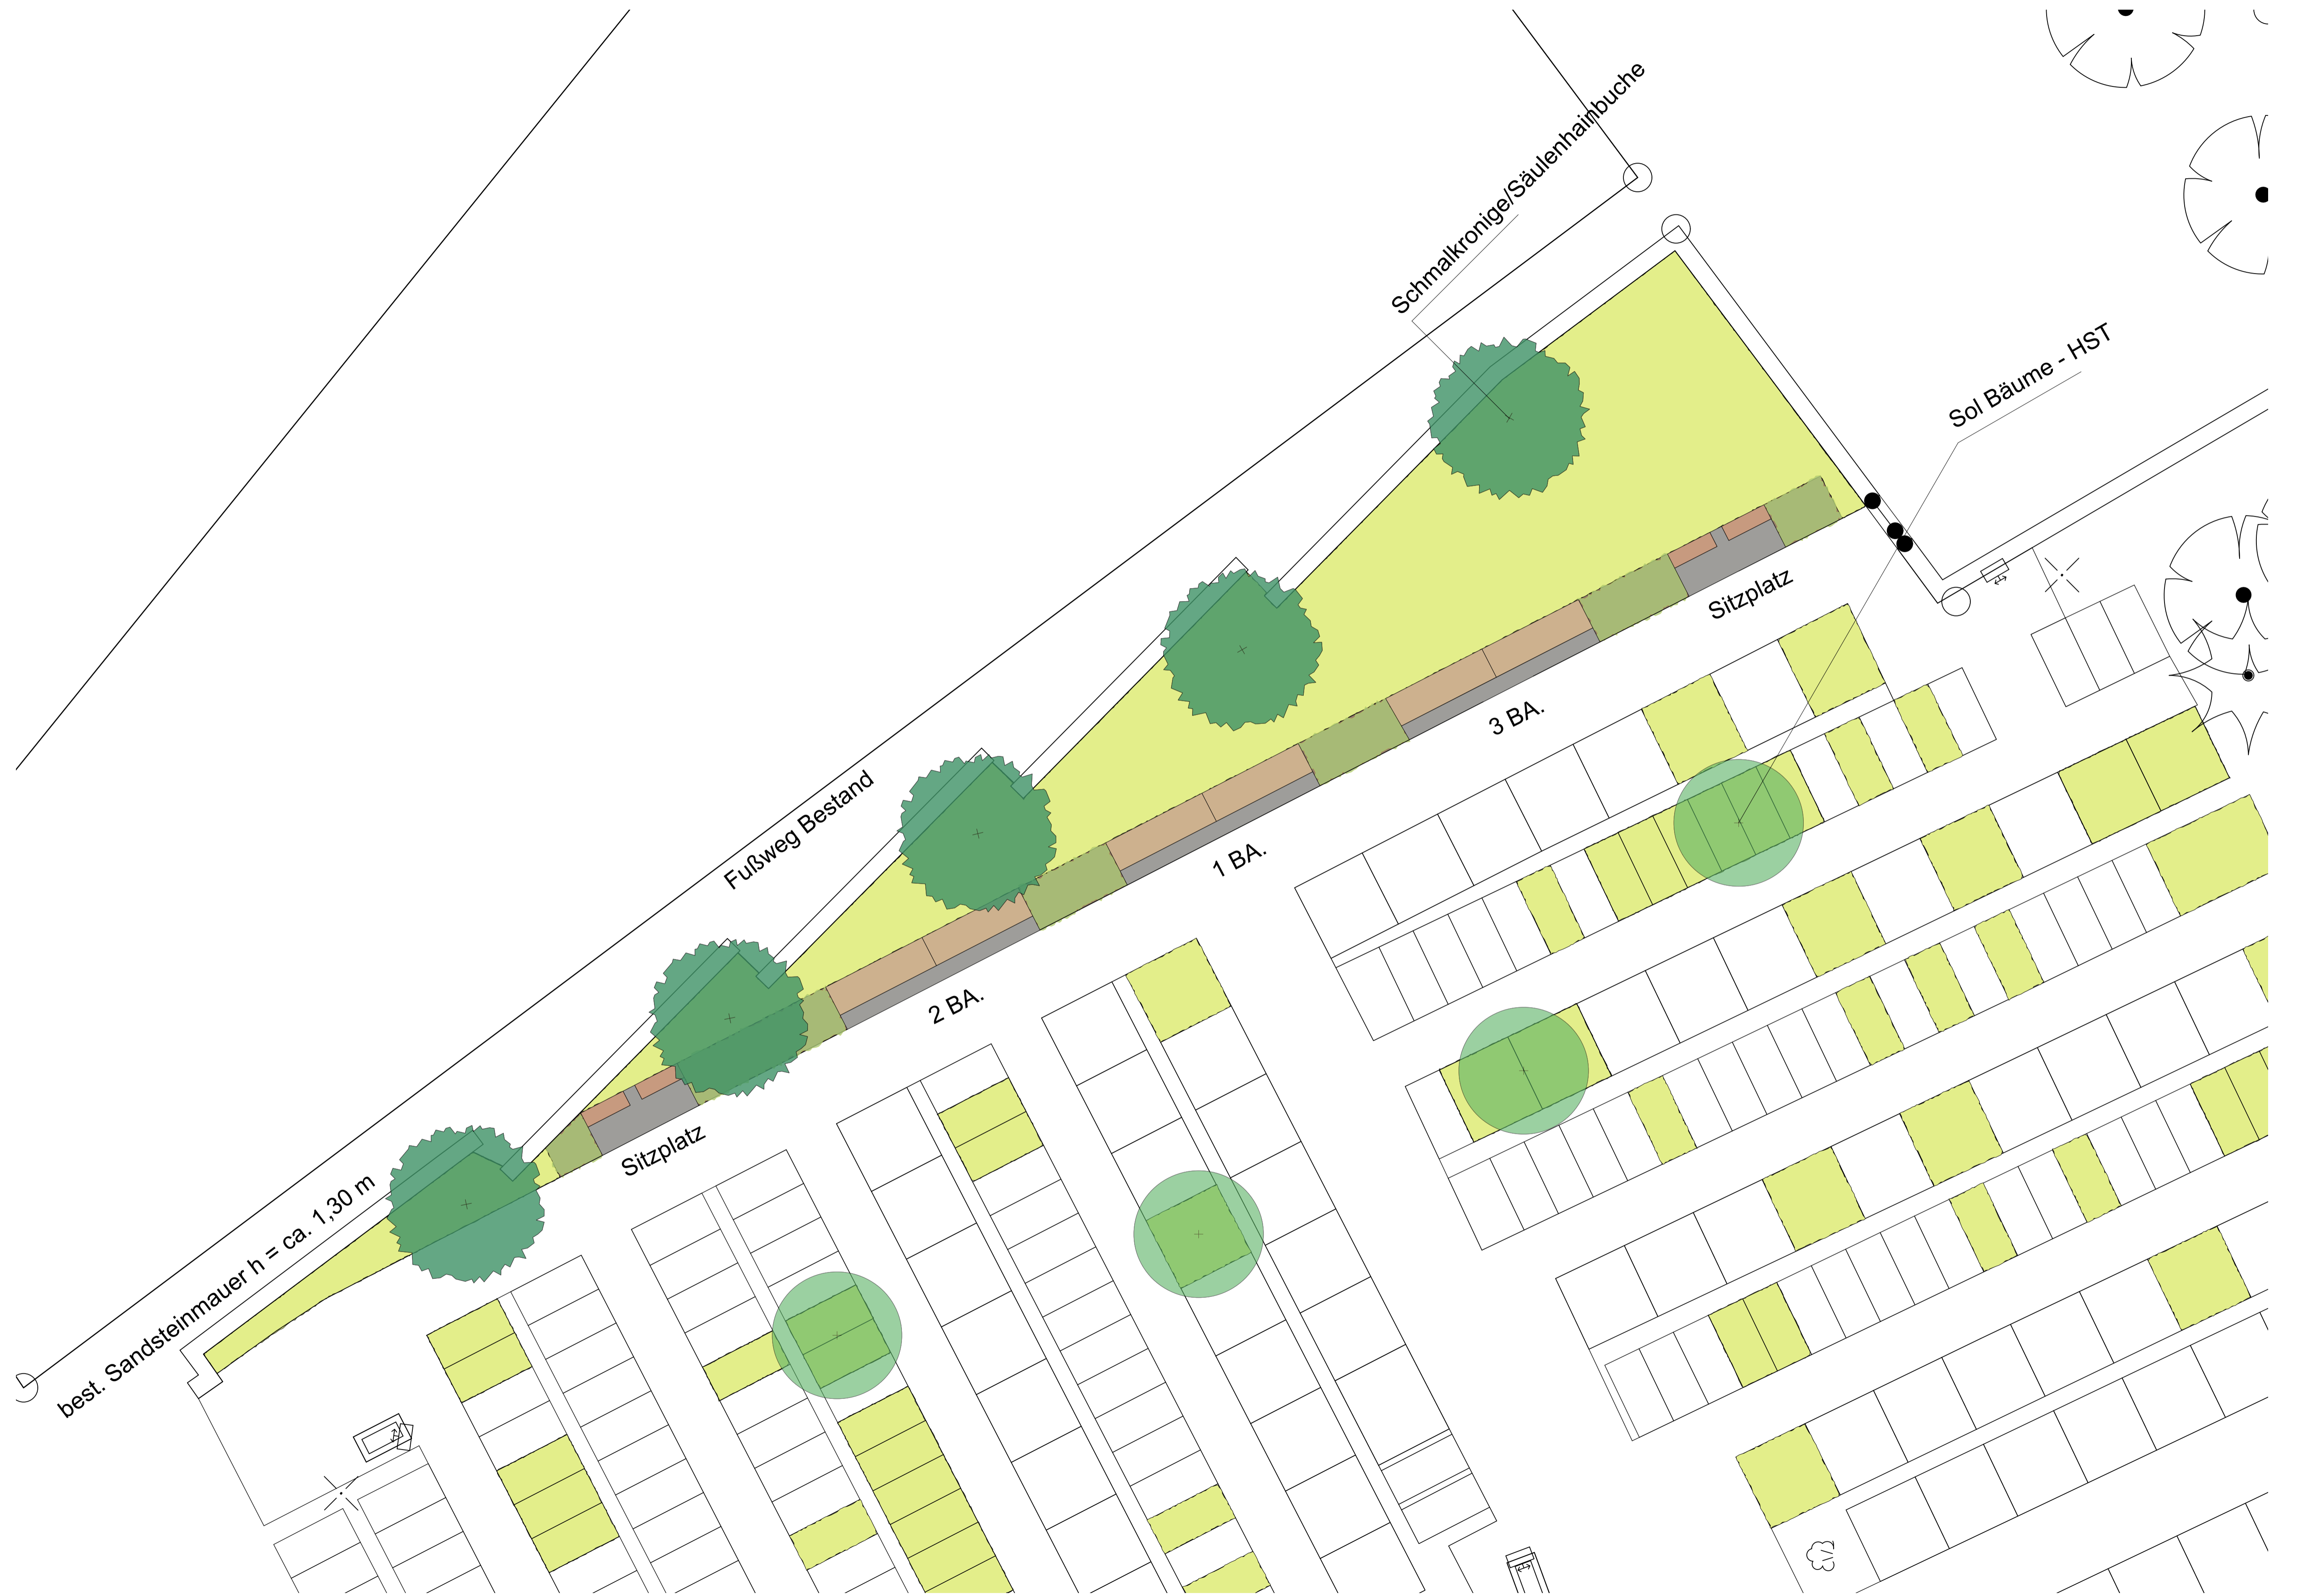 Schmalkronige/Säulenhainbuche
Sol Bäume - HST
Sitzplatz
3 BA.
Fußweg Bestand
1 BA.
2 BA.
Sitzplatz
best. Sandsteinmauer h = ca. 1,30 m